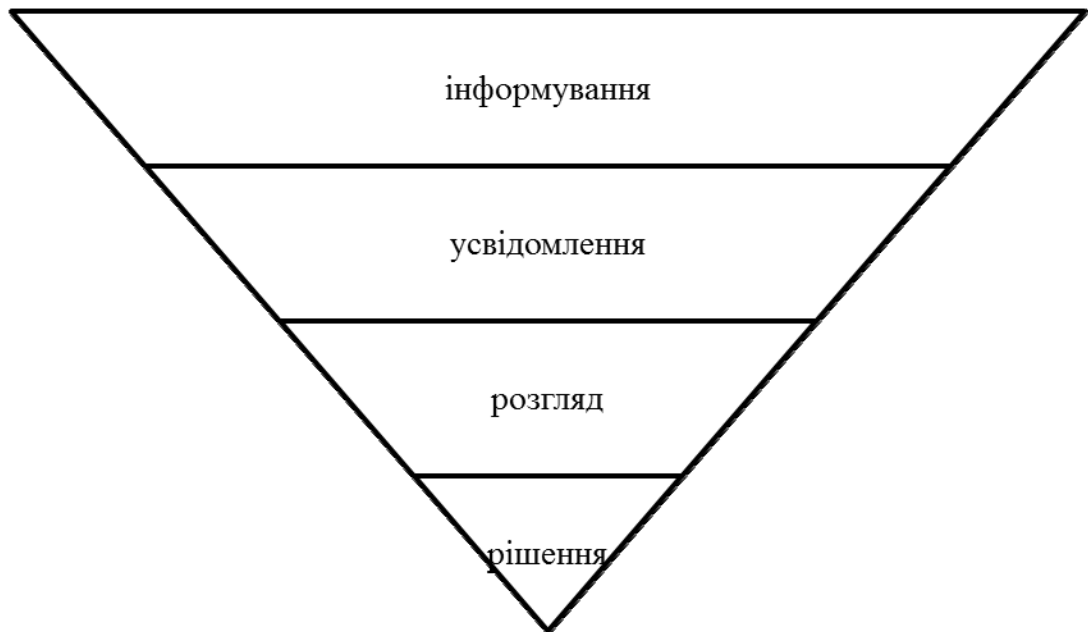 інформування
усвідомлення
розгляд
рішення